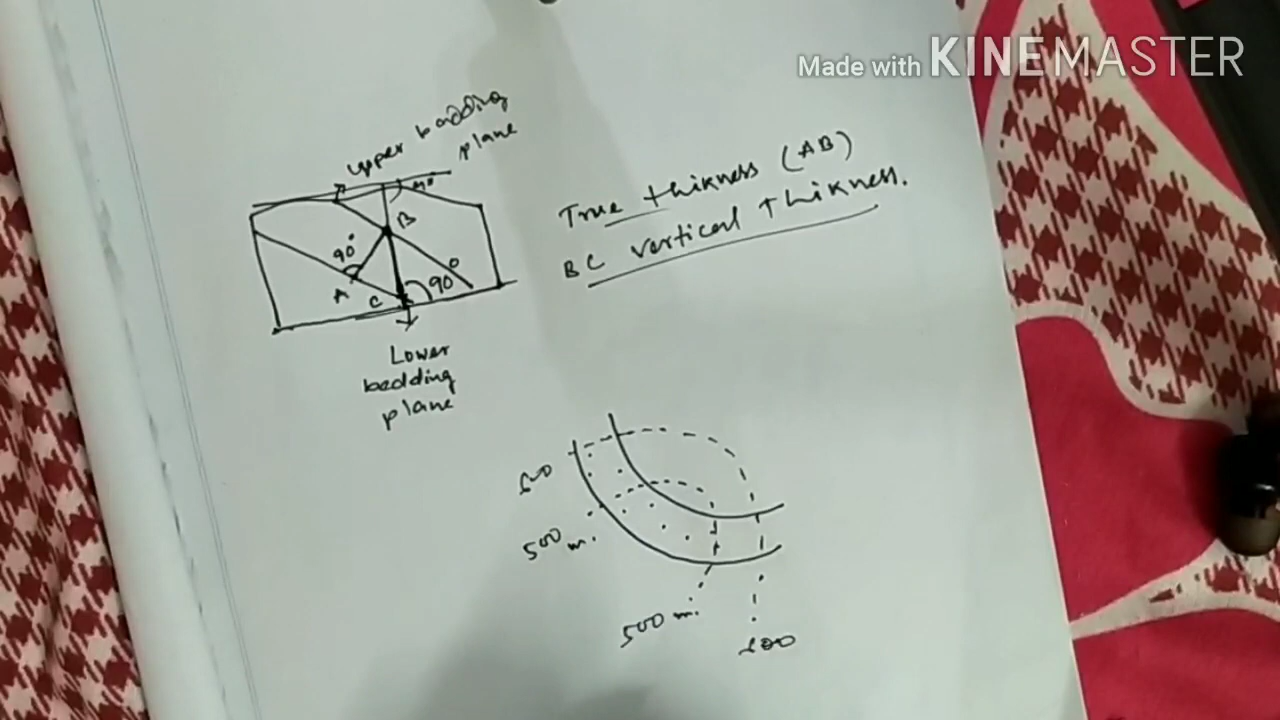 Made with KINEMASTER
upper bedding
plane
90°
B
90°
A
C
90°
Lower
bedding
plane
True thikness (AB)
BC vertical thikness.
500 m.
500 m.